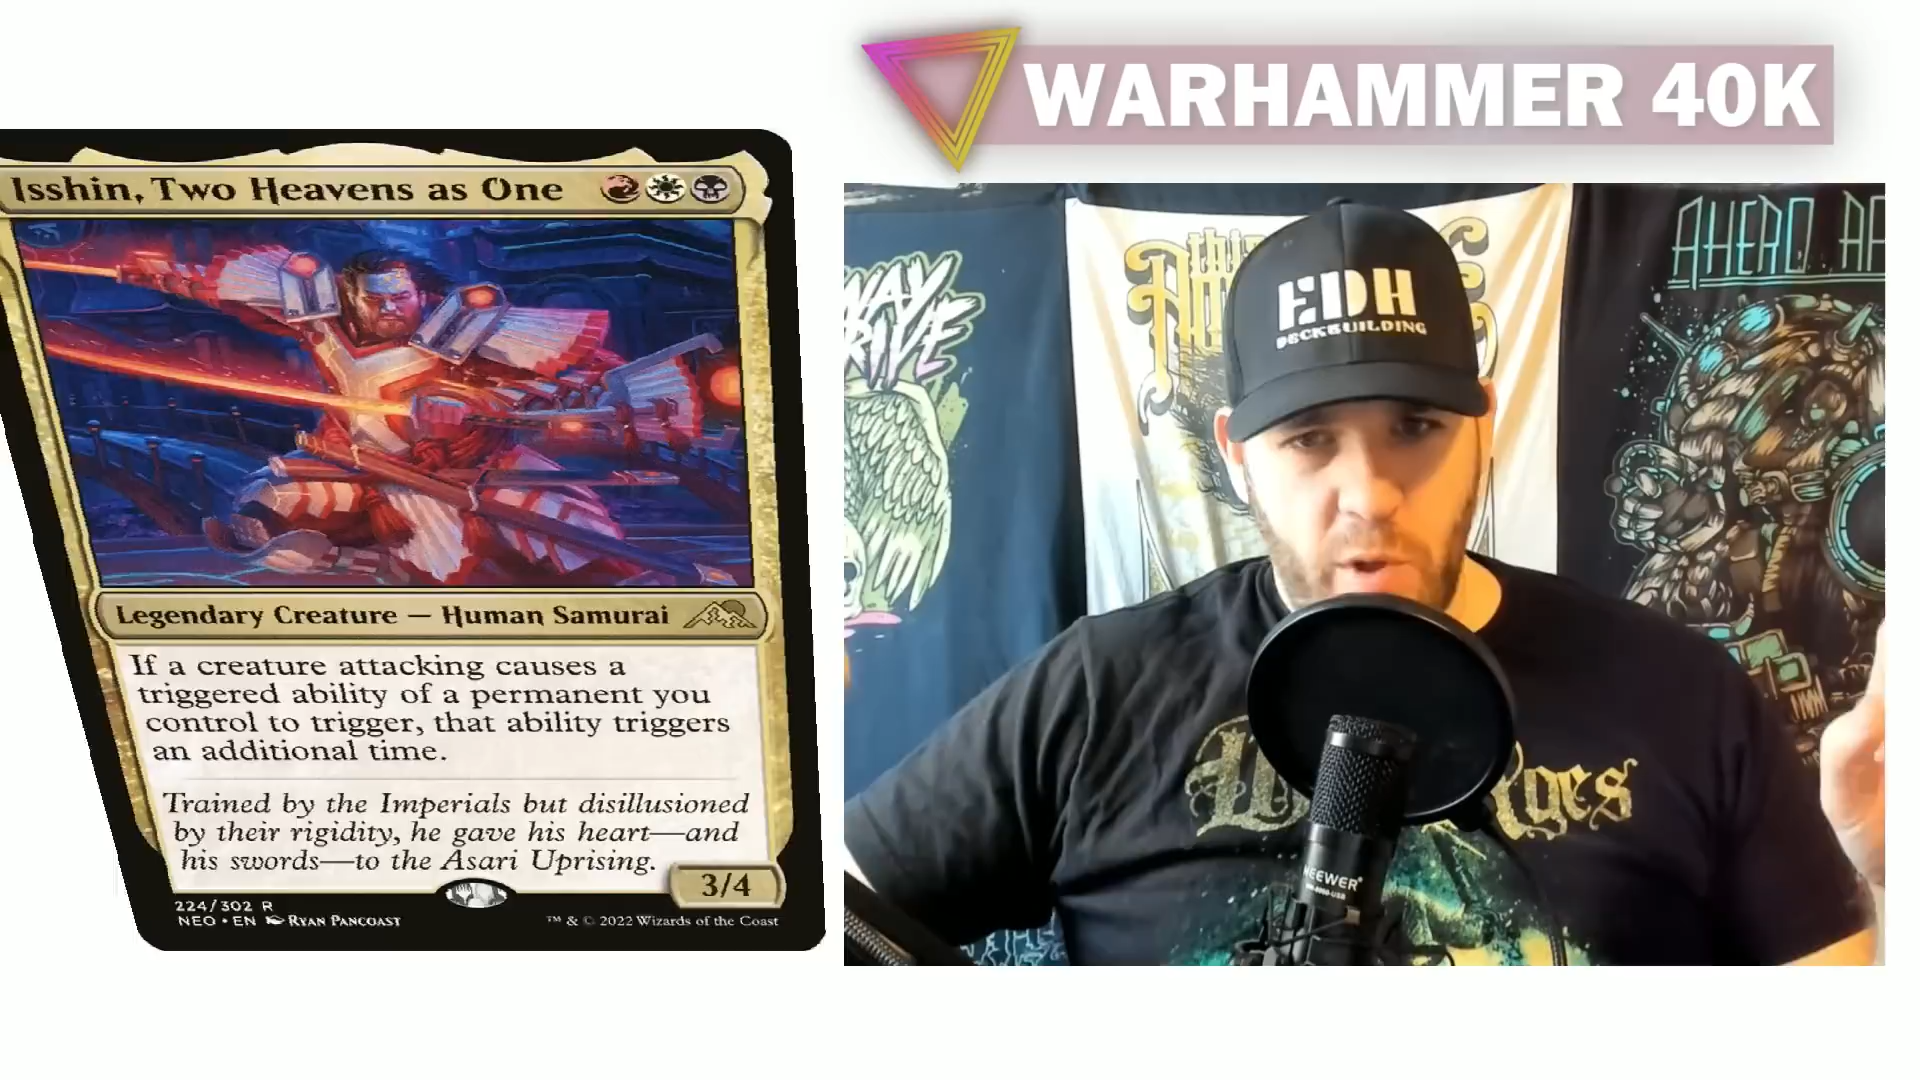 WARHAMMER 40K
Isshin, Two Heavens as One
Legendary Creature — Human Samurai
If a creature attacking causes a
triggered ability of a permanent you
control to trigger, that ability triggers
an additional time.
Trained by the Imperials but disillusioned
by their rigidity, he gave his heart—and
his swords—to the Asari Uprising.
3/4
224/302 R
NEO • EN RYAN PANCOAST
™ & © 2022 Wizards of the Coast
EDH
DECKBUILDING
AHERO
NEEWER®